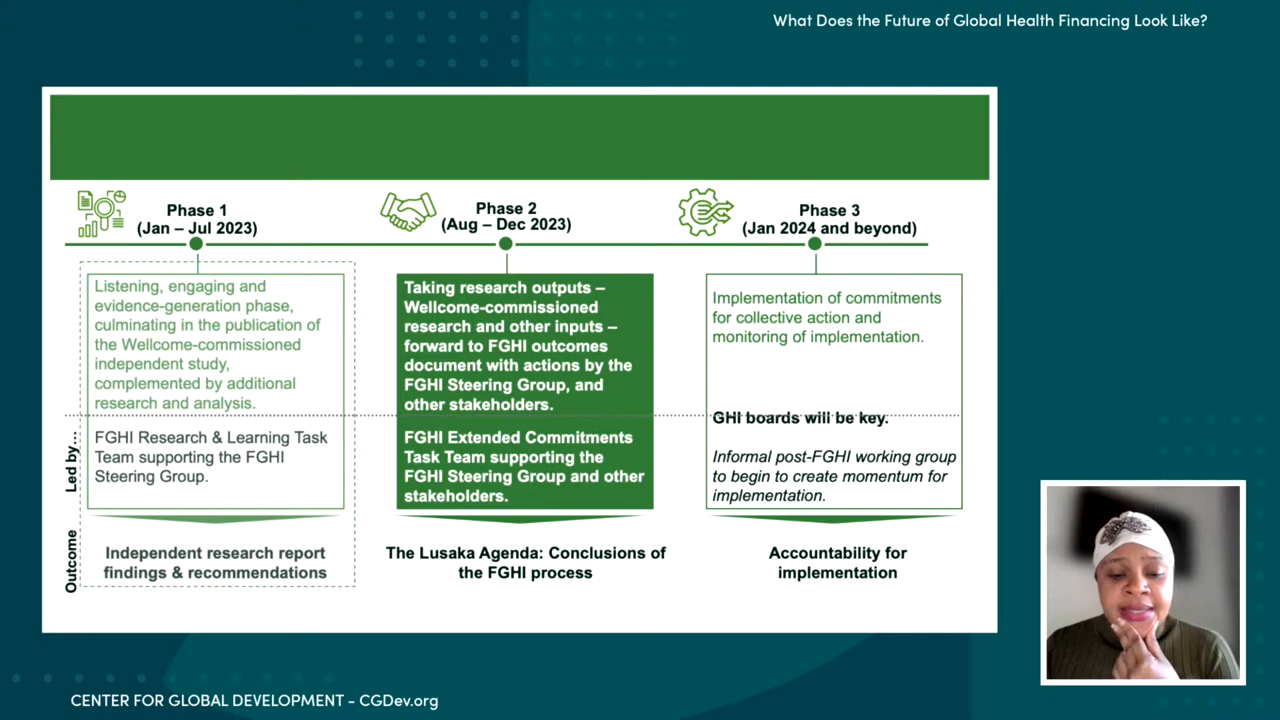 What Does the Future of Global Health Financing Look Like?
Phase 1
(Jan – Jul 2023)
Phase 2
(Aug – Dec 2023)
Phase 3
(Jan 2024 and beyond)
Listening, engaging and
evidence-generation phase,
culminating in the publication of
the Wellcome-commissioned
independent study,
complemented by additional
research and analysis.
Taking research outputs –
Wellcome-commissioned
research and other inputs –
forward to FGHI outcomes
document with actions by the
FGHI Steering Group, and
other stakeholders.
Implementation of commitments
for collective action and
monitoring of implementation.
Led by...
FGHI Research & Learning Task
Team supporting the FGHI
Steering Group.
FGHI Extended Commitments
Task Team supporting the
FGHI Steering Group and other
stakeholders.
GHI boards will be key.
Informal post-FGHI working group
to begin to create momentum for
implementation.
Outcome
Independent research report
findings & recommendations
The Lusaka Agenda: Conclusions of
the FGHI process
Accountability for
implementation
CENTER FOR GLOBAL DEVELOPMENT - CGDev.org